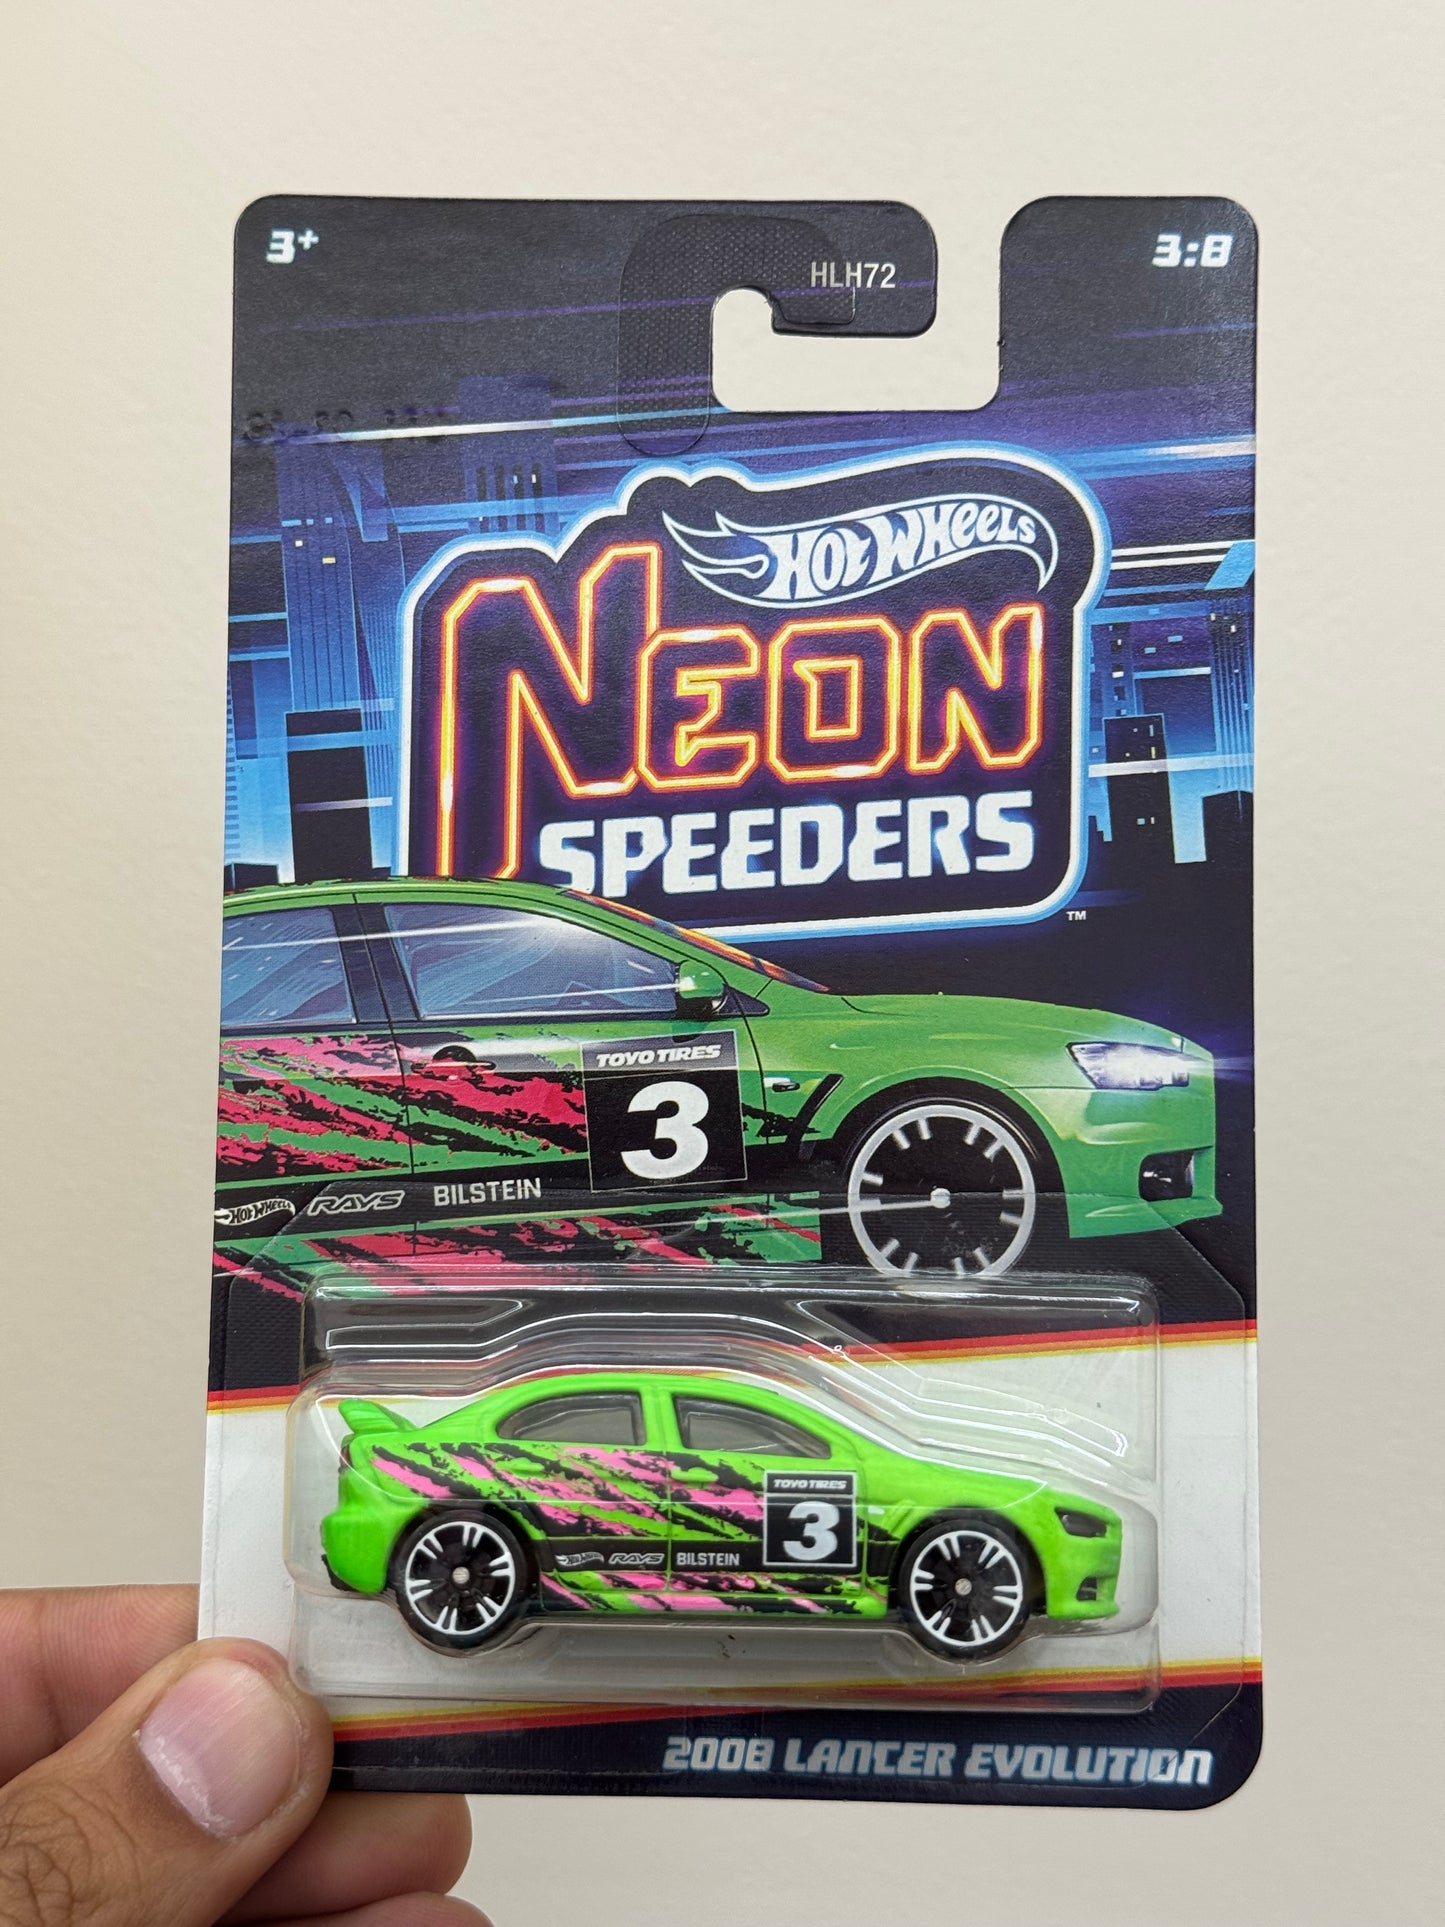 3+
HLH72
3:8
Hot Wheels
NEON
SPEEDERS
™
TOYO TIRES
3
Hot Wheels RAYS BILSTEIN
TOYO TIRES
3
Hot Wheels RAYS BILSTEIN
2008 LANCER EVOLUTION